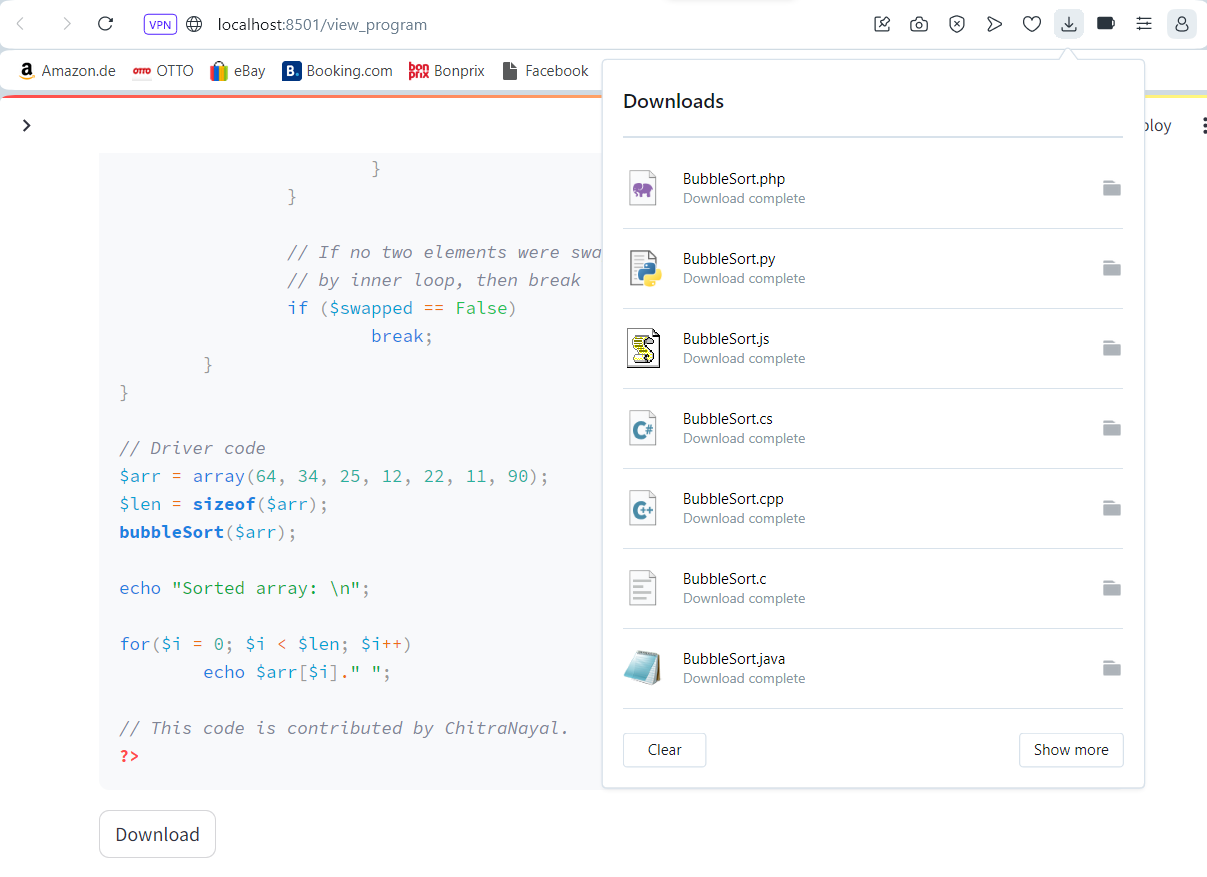 VPN localhost:8501/view_program
Amazon.de OTTO eBay Booking.com Bonprix Facebook
}
}
// If no two elements were swa
// by inner loop, then break
if ($swapped == False)
break;
}
}
// Driver code
$arr = array(64, 34, 25, 12, 22, 11, 90);
$len = sizeof($arr);
bubbleSort($arr);
echo "Sorted array: \n";
for($i = 0; $i < $len; $i++)
echo $arr[$i]." ";
// This code is contributed by ChitraNayal.
?>
Download
Downloads
BubbleSort.php
Download complete
BubbleSort.py
Download complete
BubbleSort.js
Download complete
BubbleSort.cs
Download complete
BubbleSort.cpp
Download complete
BubbleSort.c
Download complete
BubbleSort.java
Download complete
Clear
Show more
ploy